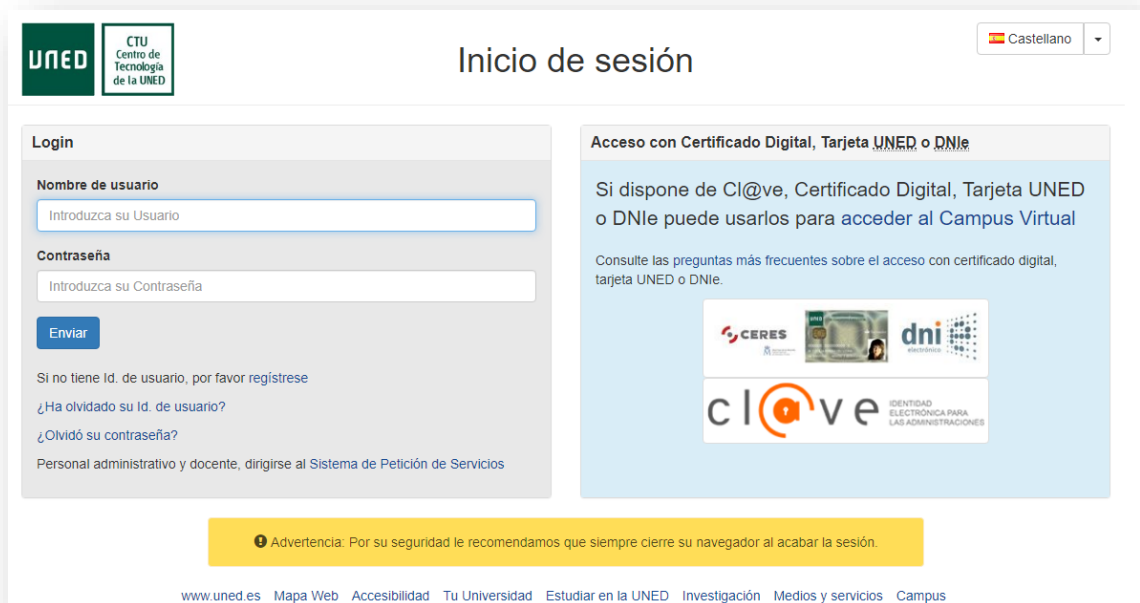 UNED
CTU
Centro de
Tecnología
de la UNED
Inicio de sesión
Castellano
Login
Nombre de usuario
Introduzca su Usuario
Contraseña
Introduzca su Contraseña
Enviar
Si no tiene Id. de usuario, por favor regístrese
¿Ha olvidado su Id. de usuario?
¿Olvidó su contraseña?
Personal administrativo y docente, dirigirse al Sistema de Petición de Servicios
Acceso con Certificado Digital, Tarjeta UNED o DNIe
Si dispone de Cl@ve, Certificado Digital, Tarjeta UNED
o DNIe puede usarlos para acceder al Campus Virtual
Consulte las preguntas más frecuentes sobre el acceso con certificado digital,
tarjeta UNED o DNIe.
CERES
UNED
dni
electrónico
cl@ve
IDENTIDAD
ELECTRÓNICA PARA
LAS ADMINISTRACIONES
Advertencia: Por su seguridad le recomendamos que siempre cierre su navegador al acabar la sesión.
www.uned.es Mapa Web Accesibilidad Tu Universidad Estudiar en la UNED Investigación Medios y servicios Campus